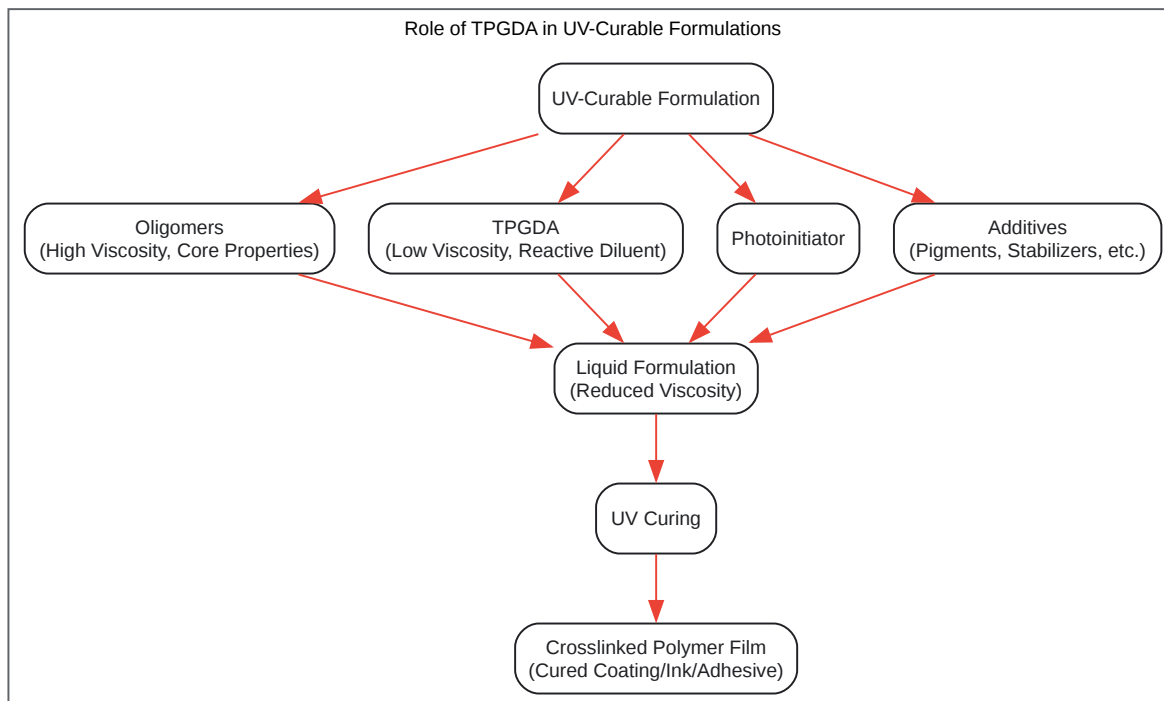 Role of TPGDA in UV-Curable Formulations
UV-Curable Formulation
Oligomers
(High Viscosity, Core Properties)
TPGDA
(Low Viscosity, Reactive Diluent)
Photoinitiator
Additives
(Pigments, Stabilizers, etc.)
Liquid Formulation
(Reduced Viscosity)
UV Curing
Crosslinked Polymer Film
(Cured Coating/Ink/Adhesive)